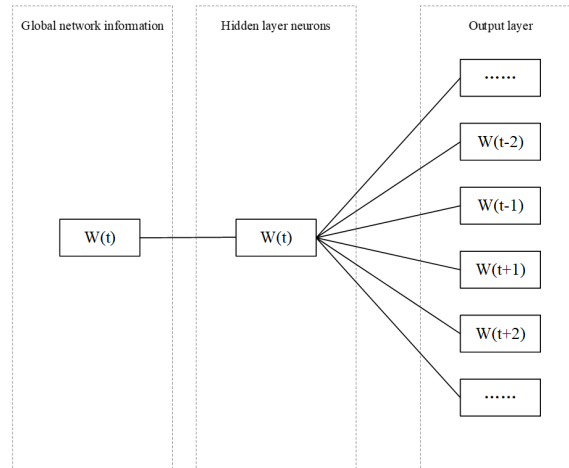 Global network information
Hidden layer neurons
Output layer
······
W(t-2)
W(t-1)
W(t)
W(t)
W(t+1)
W(t+2)
······